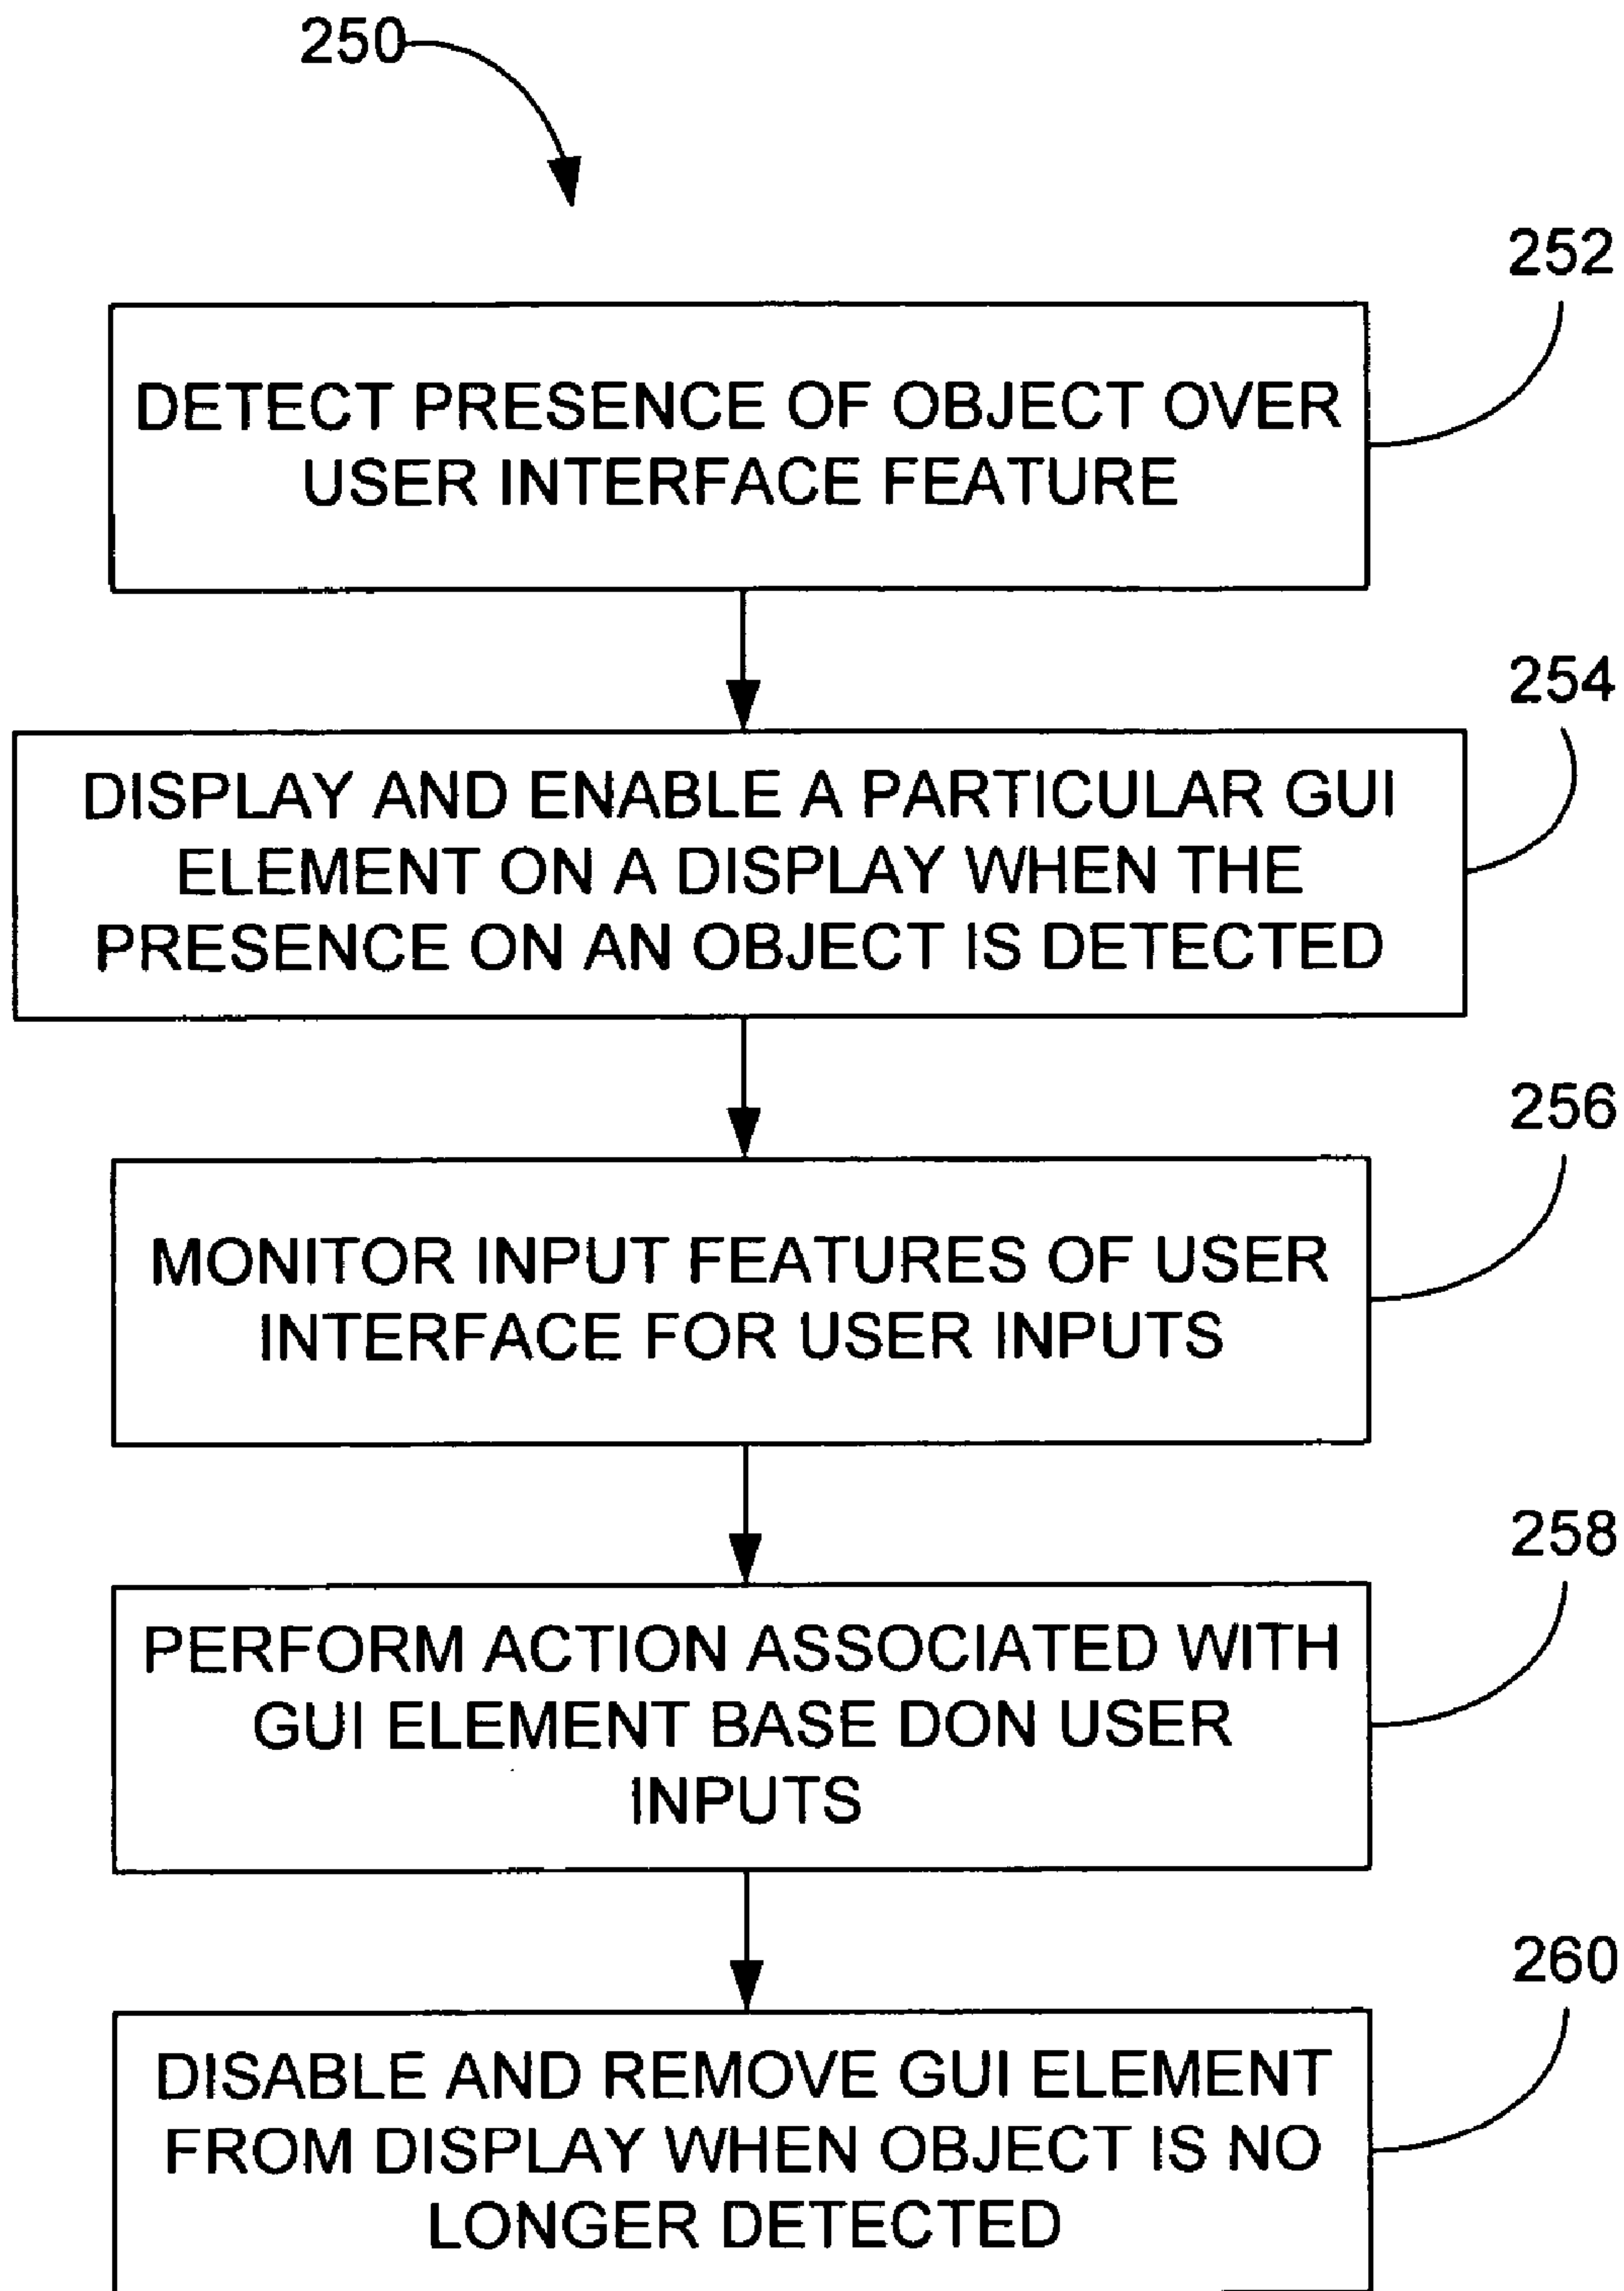 250
252
DETECT PRESENCE OF OBJECT OVER
USER INTERFACE FEATURE
254
DISPLAY AND ENABLE A PARTICULAR GUI
ELEMENT ON A DISPLAY WHEN THE
PRESENCE ON AN OBJECT IS DETECTED
256
MONITOR INPUT FEATURES OF USER
INTERFACE FOR USER INPUTS
258
PERFORM ACTION ASSOCIATED WITH
GUI ELEMENT BASE DON USER
INPUTS
260
DISABLE AND REMOVE GUI ELEMENT
FROM DISPLAY WHEN OBJECT IS NO
LONGER DETECTED